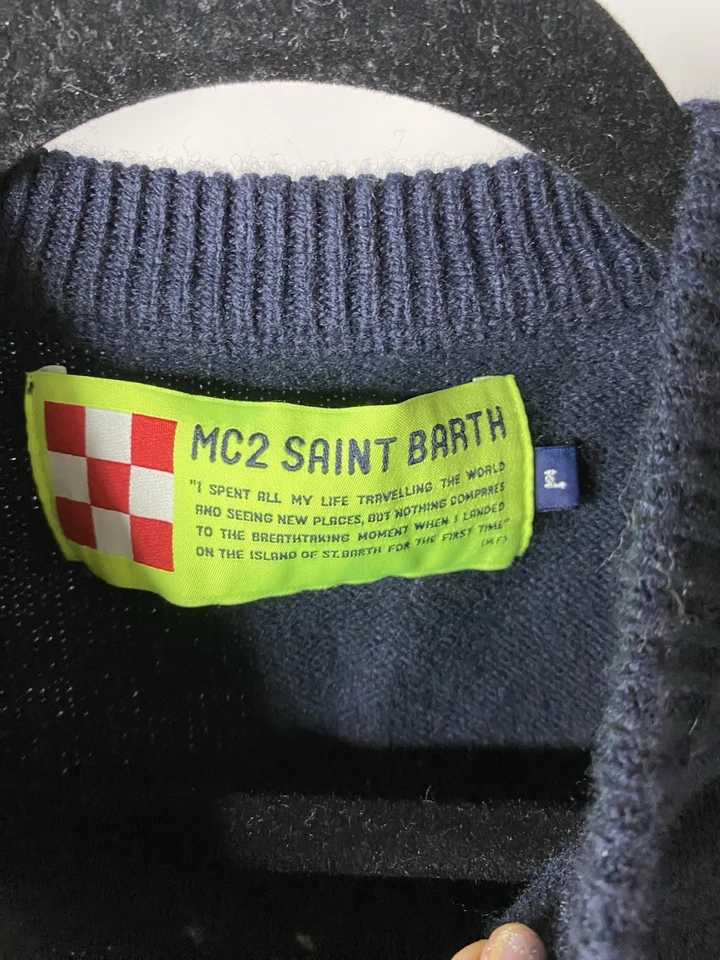 MC2 SAINT BARTH
"I SPENT ALL MY LIFE TRAVELLING THE WORLD
AND SEEING NEW PLACES, BUT NOTHING COMPARES
TO THE BREATHTAKING MOMENT WHEN I LANDED
ON THE ISLAND OF ST.BARTH FOR THE FIRST TIME"
(M.F.)
L